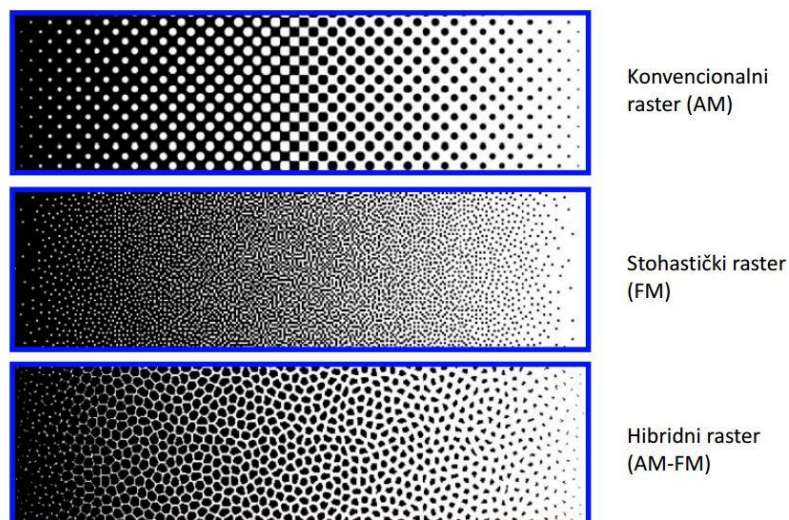 Konvencionalni
raster (AM)
Stohastički raster
(FM)
Hibridni raster
(AM-FM)